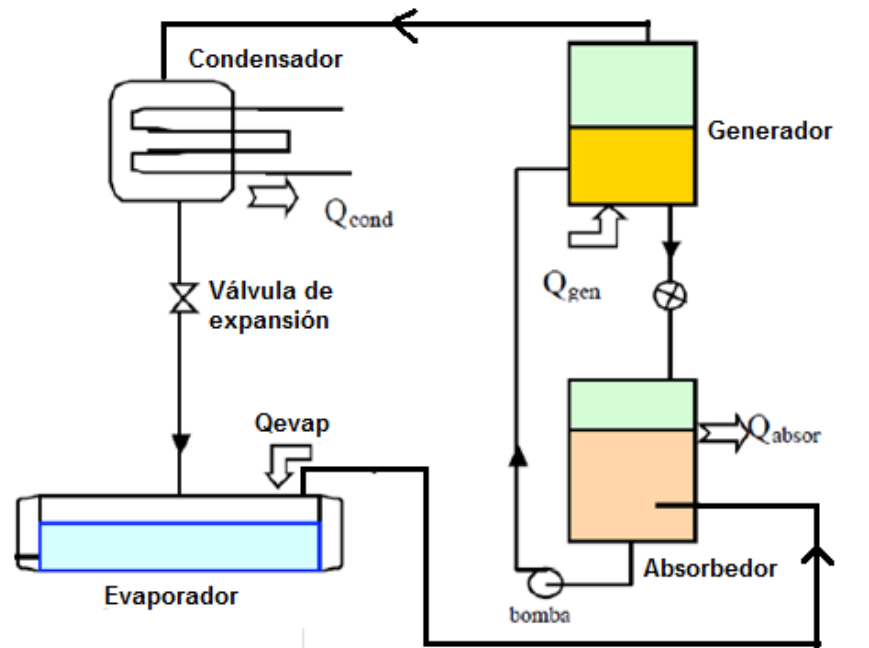 Condensador
Generador
Qcond
Qgen
Válvula de
expansión
Qevap
Qabsor
Evaporador
bomba
Absorbedor